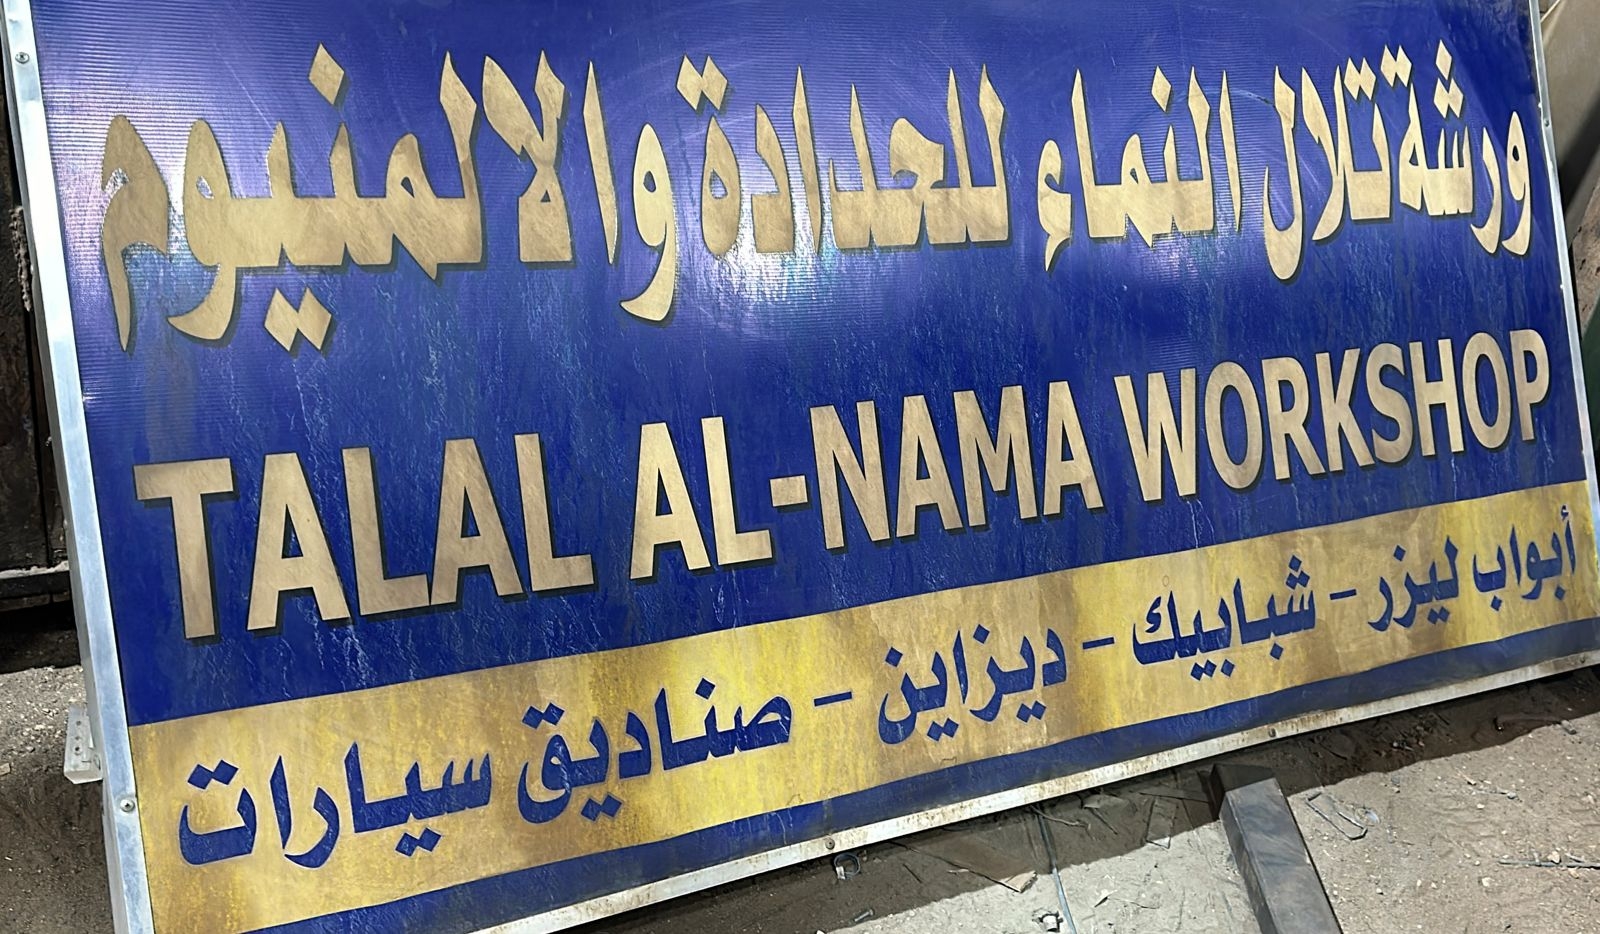 ورشة تلال النماء للحدادة والالمنيوم
TALAL AL-NAMA WORKSHOP
أبواب ليزر - شبابيك - ديزاين - صناديق سيارات